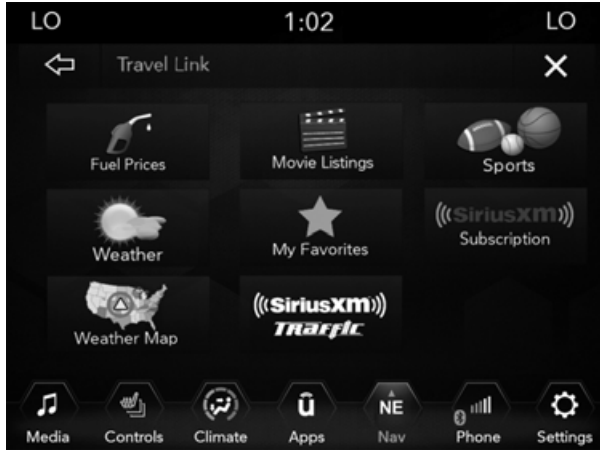 LO 1:02 LO
Travel Link
Fuel Prices
Movie Listings
Sports
Weather
My Favorites
((SiriusXM))
Subscription
Weather Map
((SiriusXM))
TRAFFIC
NE
Media Controls Climate Apps Nav Phone Settings